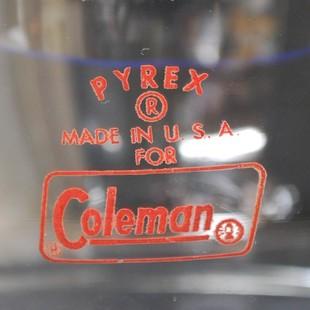 PYREX
®
MADE IN U.S.A.
FOR
Coleman